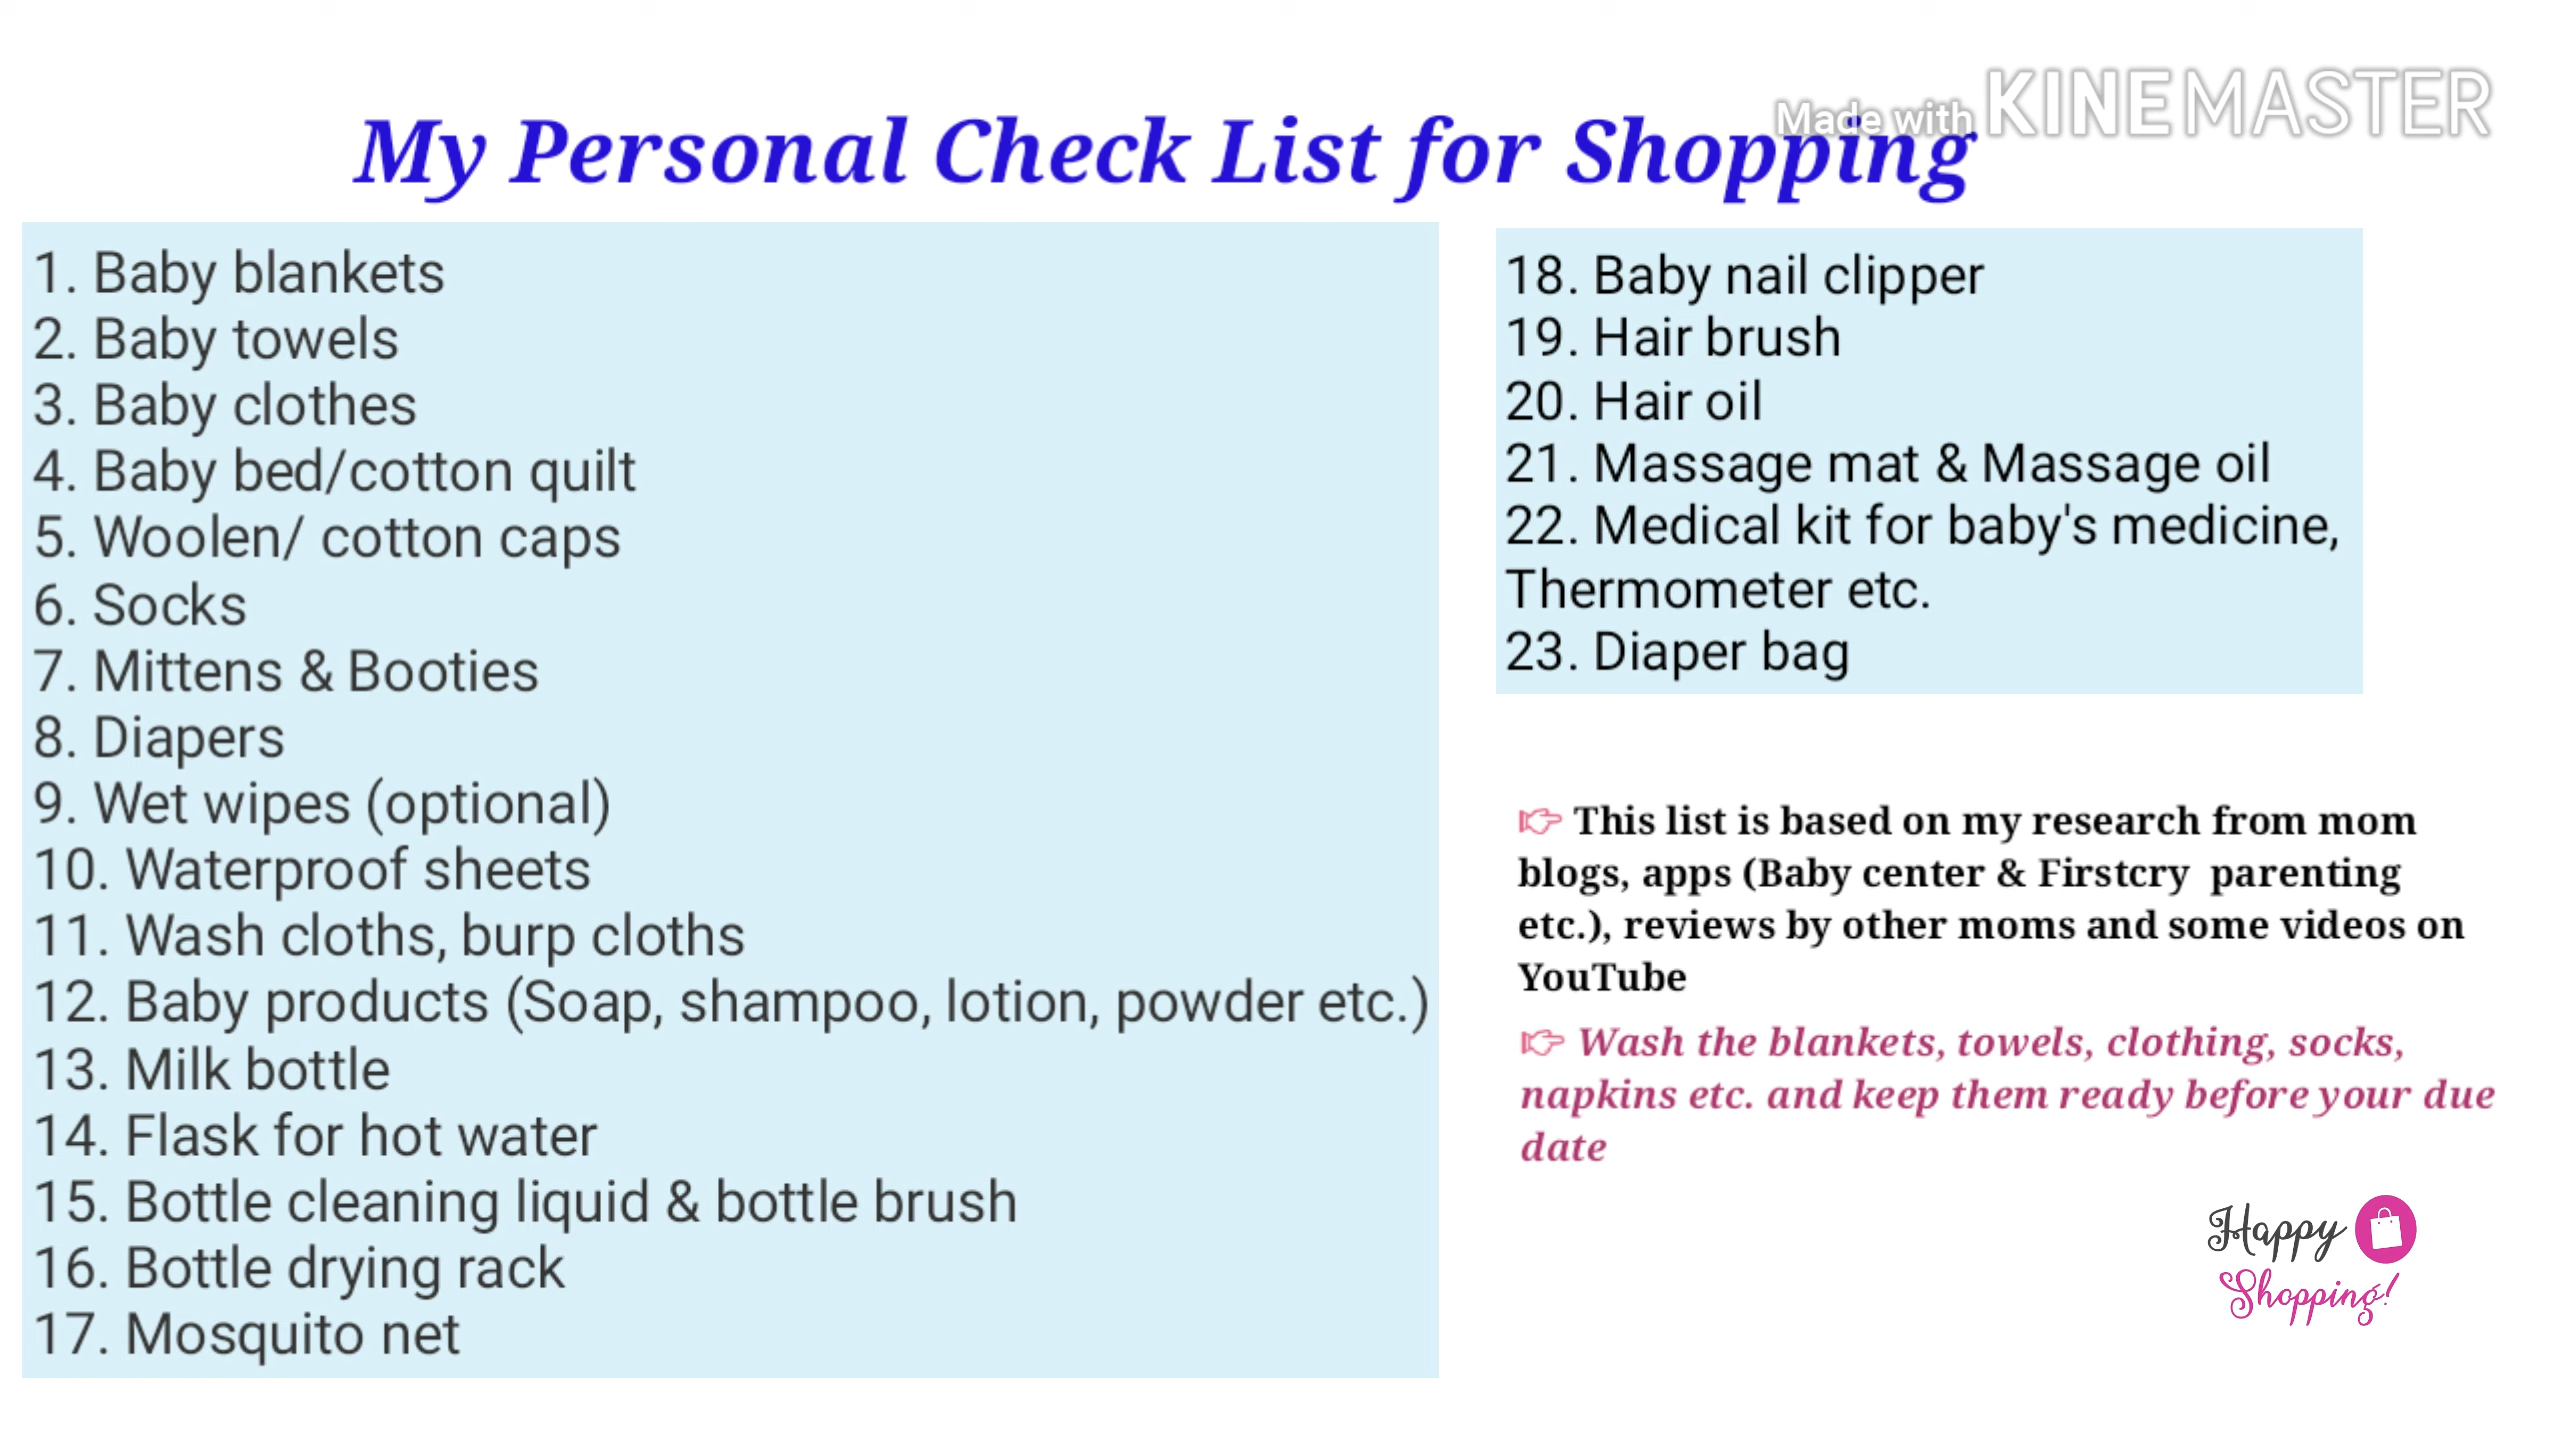 Made with KINEMASTER
My Personal Check List for Shopping
1. Baby blankets
2. Baby towels
3. Baby clothes
4. Baby bed/cotton quilt
5. Woolen/ cotton caps
6. Socks
7. Mittens & Booties
8. Diapers
9. Wet wipes (optional)
10. Waterproof sheets
11. Wash cloths, burp cloths
12. Baby products (Soap, shampoo, lotion, powder etc.)
13. Milk bottle
14. Flask for hot water
15. Bottle cleaning liquid & bottle brush
16. Bottle drying rack
17. Mosquito net
18. Baby nail clipper
19. Hair brush
20. Hair oil
21. Massage mat & Massage oil
22. Medical kit for baby's medicine,
Thermometer etc.
23. Diaper bag
👉 This list is based on my research from mom
blogs, apps (Baby center & Firstcry  parenting
etc.), reviews by other moms and some videos on
YouTube
👉 Wash the blankets, towels, clothing, socks,
napkins etc. and keep them ready before your due
date
Happy
Shopping!